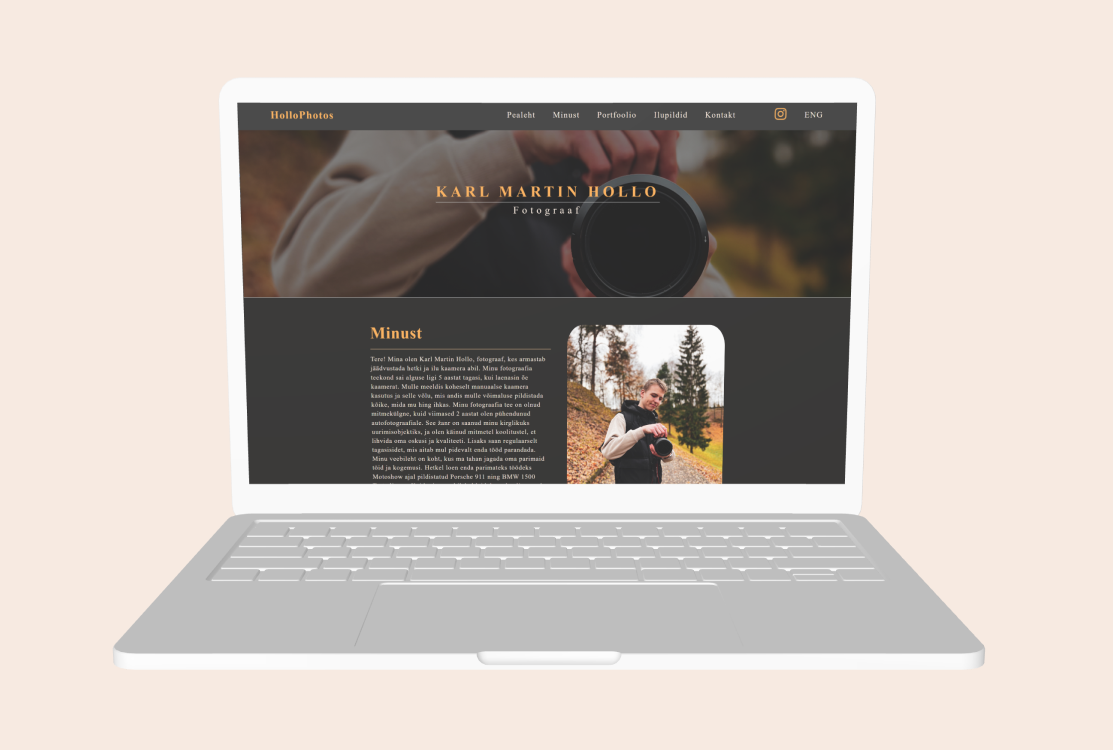 HolloPhotos
Pealeht Minust Portfoolio Ilupildid Kontakt ENG
KARL MARTIN HOLLO
Fotograaf
Minust
Tere! Mina olen Karl Martin Hollo, fotograaf, kes armastab
jäädvustada hetki ja ilu kaamera abil. Minu fotograafia
teekond sai alguse ligi 5 aastat tagasi, kui laenasin õe
kaamerat. Mulle meeldis koheselt manuaalse kaamera
kasutus ja selle võlu, mis andis mulle võimaluse pildistada
kõike, mida mu hing ihkas. Minu fotograafia tee on olnud
mitmekülgne, kuid viimased 2 aastat olen pühendunud
autofotograafiale. See žanr on saanud minu kirglikuks
uurimisobjektiks, ja olen käinud mitmetel koolitustel, et
lihvida oma oskusi ja kvaliteeti. Lisaks saan regulaarselt
tagasisidet, mis aitab mul pidevalt enda tööd parandada.
Minu veebileht on koht, kus ma tahan jagada oma parimaid
töid ja kogemusi. Hetkel loen enda parimateks töödeks
Motoshow ajal pildistatud Porsche 911 ning BMW 1500